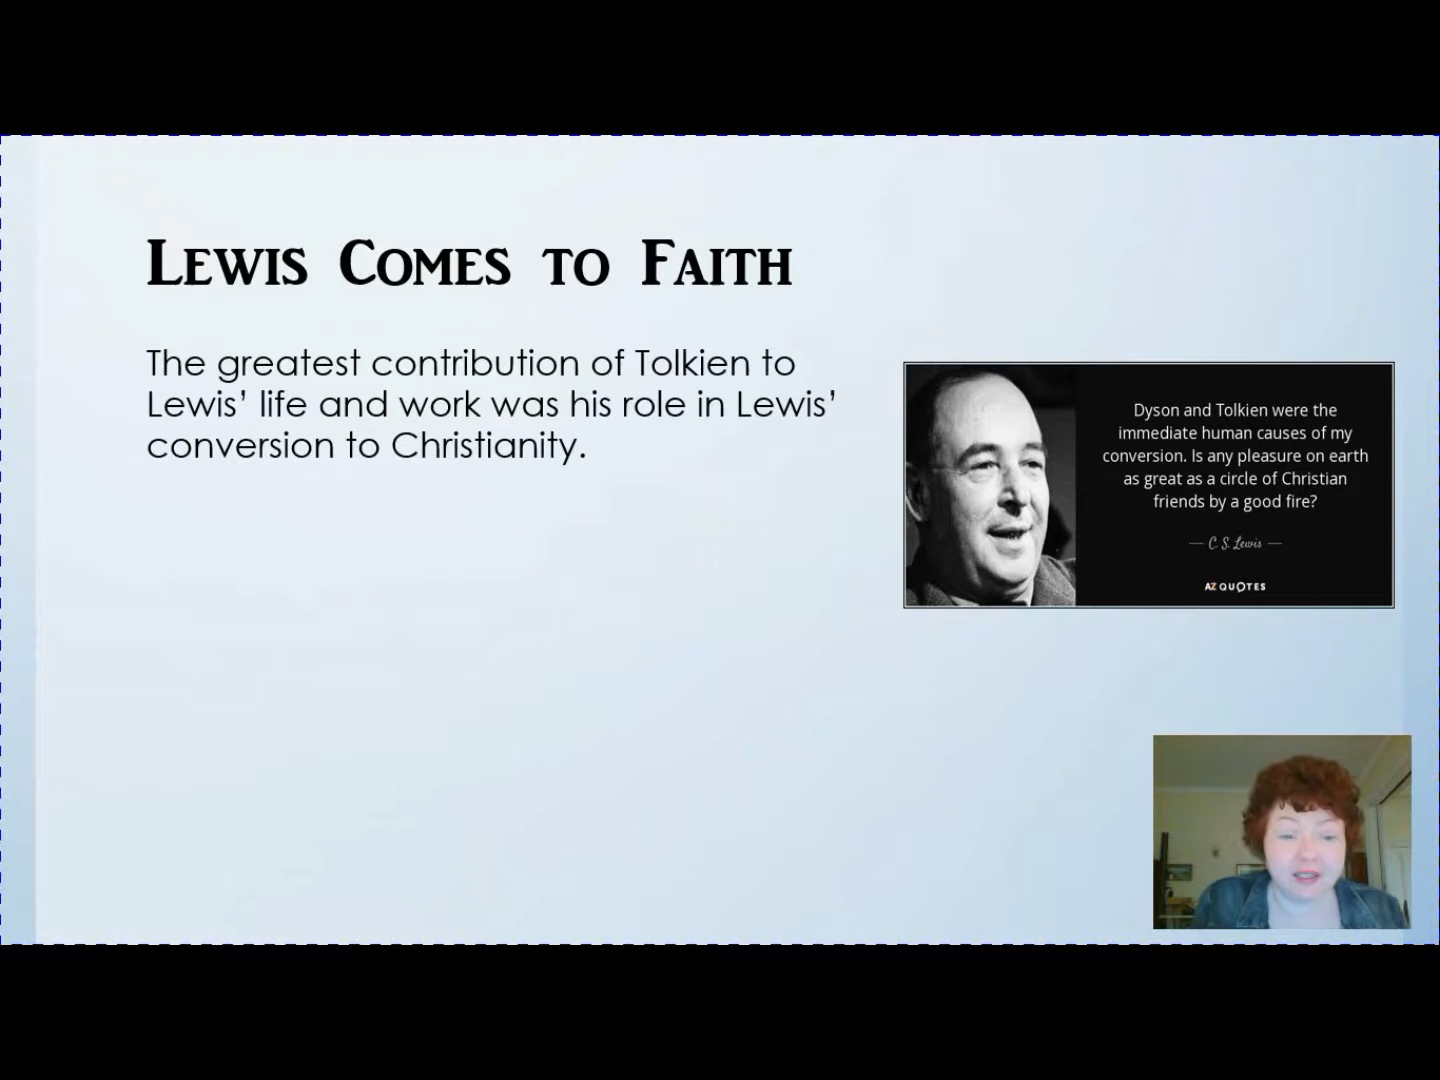 Lewis Comes to Faith
The greatest contribution of Tolkien to
Lewis’ life and work was his role in Lewis’
conversion to Christianity.
Dyson and Tolkien were the
immediate human causes of my
conversion. Is any pleasure on earth
as great as a circle of Christian
friends by a good fire?
— C. S. Lewis —
AZ QUOTES